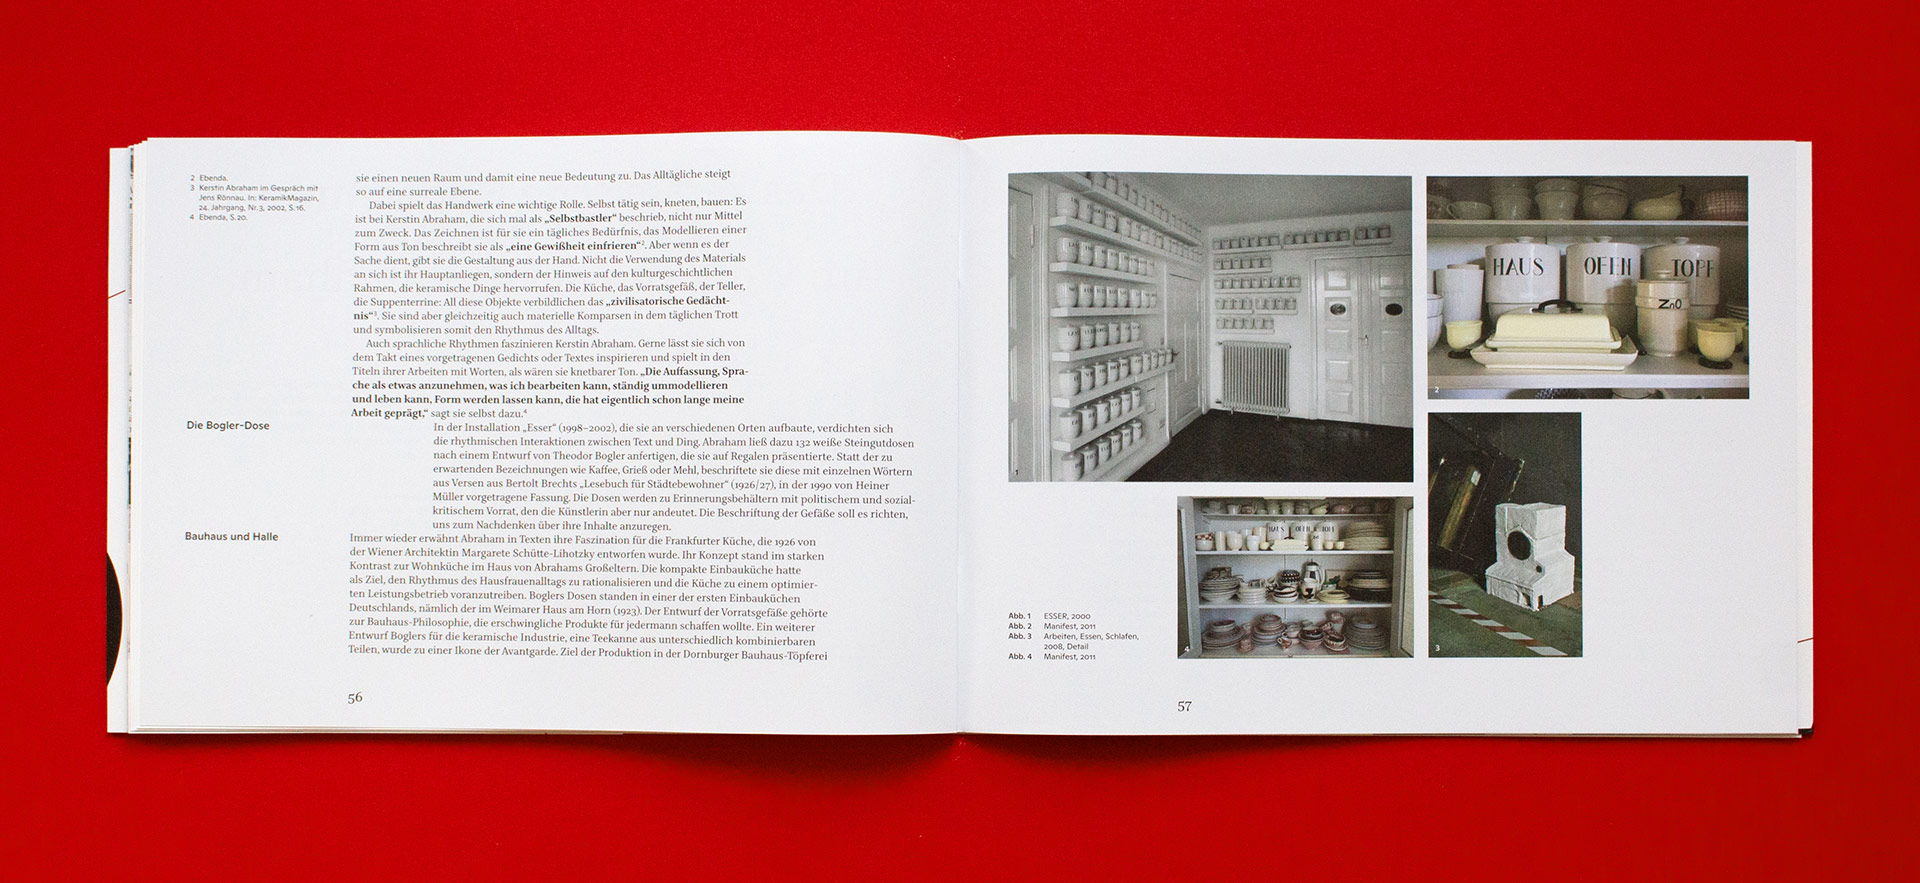 2 Ebenda.
3 Kerstin Abraham im Gespräch mit
Jens Rönnau. In: KeramikMagazin,
24. Jahrgang, Nr. 3, 2002, S. 16.
4 Ebenda, S. 20.
sie einen neuen Raum und damit eine neue Bedeutung zu. Das Alltägliche steigt
so auf eine surreale Ebene.
Dabei spielt das Handwerk eine wichtige Rolle. Selbst tätig sein, kneten, bauen: Es
ist bei Kerstin Abraham, die sich mal als „Selbstbastler“ beschrieb, nicht nur Mittel
zum Zweck. Das Zeichnen ist für sie ein tägliches Bedürfnis, das Modellieren einer
Form aus Ton beschreibt sie als „eine Gewißheit einfrieren“². Aber wenn es der
Sache dient, gibt sie die Gestaltung aus der Hand. Nicht die Verwendung des Materials
an sich ist ihr Hauptanliegen, sondern der Hinweis auf den kulturgeschichtlichen
Rahmen, die keramische Dinge hervorrufen. Die Küche, das Vorratsgefäß, der Teller,
die Suppenterrine: All diese Objekte verbildlichen das „zivilisatorische Gedächt-
nis“³. Sie sind aber gleichzeitig auch materielle Komparsen in dem täglichen Trott
und symbolisieren somit den Rhythmus des Alltags.
Auch sprachliche Rhythmen faszinieren Kerstin Abraham. Gerne lässt sie sich von
dem Takt eines vorgetragenen Gedichts oder Textes inspirieren und spielt in den
Titeln ihrer Arbeiten mit Worten, als wären sie knetbarer Ton. „Die Auffassung, Spra-
che als etwas anzunehmen, was ich bearbeiten kann, ständig ummodellieren
und leben kann, Form werden lassen kann, die hat eigentlich schon lange meine
Arbeit geprägt,“ sagt sie selbst dazu.⁴
Die Bogler-Dose
In der Installation „Esser“ (1998–2002), die sie an verschiedenen Orten aufbaute, verdichten sich
die rhythmischen Interaktionen zwischen Text und Ding. Abraham ließ dazu 132 weiße Steingutdosen
nach einem Entwurf von Theodor Bogler anfertigen, die sie auf Regalen präsentierte. Statt der zu
erwartenden Bezeichnungen wie Kaffee, Grieß oder Mehl, beschriftete sie diese mit einzelnen Wörtern
aus Versen aus Bertolt Brechts „Lesebuch für Städtebewohner“ (1926/27), in der 1990 von Heiner
Müller vorgetragene Fassung. Die Dosen werden zu Erinnerungsbehältern mit politischem und sozial-
kritischem Vorrat, den die Künstlerin aber nur andeutet. Die Beschriftung der Gefäße soll es richten,
uns zum Nachdenken über ihre Inhalte anzuregen.
Bauhaus und Halle
Immer wieder erwähnt Abraham in Texten ihre Faszination für die Frankfurter Küche, die 1926 von
der Wiener Architektin Margarete Schütte-Lihotzky entworfen wurde. Ihr Konzept stand im starken
Kontrast zur Wohnküche im Haus von Abrahams Großeltern. Die kompakte Einbauküche hatte
als Ziel, den Rhythmus des Hausfrauenalltags zu rationalisieren und die Küche zu einem optimier-
ten Leistungsbetrieb voranzutreiben. Boglers Dosen standen in einer der ersten Einbauküchen
Deutschlands, nämlich der im Weimarer Haus am Horn (1923). Der Entwurf der Vorratsgefäße gehörte
zur Bauhaus-Philosophie, die erschwingliche Produkte für jedermann schaffen wollte. Ein weiterer
Entwurf Boglers für die keramische Industrie, eine Teekanne aus unterschiedlich kombinierbaren
Teilen, wurde zu einer Ikone der Avantgarde. Ziel der Produktion in der Dornburger Bauhaus-Töpferei
56
1
HAUS OFEN TOPF
ZnO
2
HAUS OFEN TOPF
4
3
Abb. 1 ESSER, 2000
Abb. 2 Manifest, 2011
Abb. 3 Arbeiten, Essen, Schlafen,
2008, Detail
Abb. 4 Manifest, 2011
57